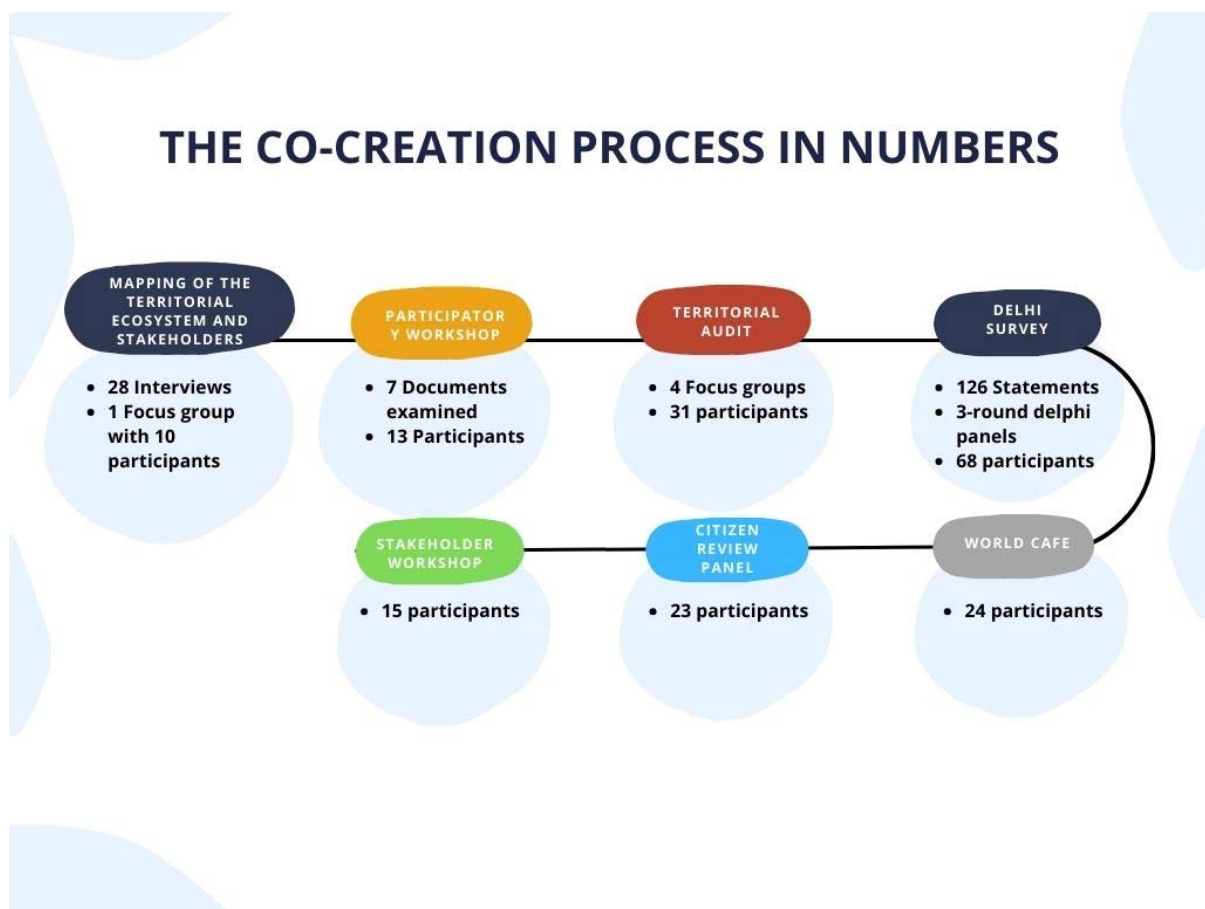 THE CO-CREATION PROCESS IN NUMBERS
MAPPING OF THE
TERRITORIAL
ECOSYSTEM AND
STAKEHOLDERS
• 28 Interviews
• 1 Focus group
with 10
participants
PARTICIPATOR
Y WORKSHOP
• 7 Documents
examined
• 13 Participants
TERRITORIAL
AUDIT
• 4 Focus groups
• 31 participants
DELHI
SURVEY
• 126 Statements
• 3-round delphi
panels
• 68 participants
WORLD CAFE
• 24 participants
CITIZEN
REVIEW
PANEL
• 23 participants
STAKEHOLDER
WORKSHOP
• 15 participants